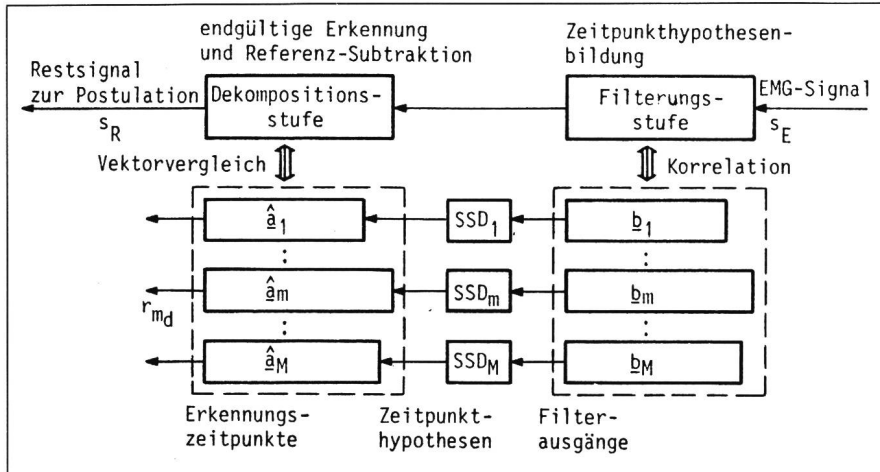 endgültige Erkennung
und Referenz-Subtraktion
Zeitpunkthypothesen-
bildung
Restsignal
zur Postulation
s_R
Dekompositions-
stufe
Filterungs-
stufe
EMG-Signal
s_E
Vektorvergleich
Korrelation
â_1
SSD_1
b_1
:
:
r_m_d
â_m
SSD_m
b_m
:
:
â_M
SSD_M
b_M
Erkennungs-
zeitpunkte
Zeitpunkt-
hypothesen
Filter-
ausgänge